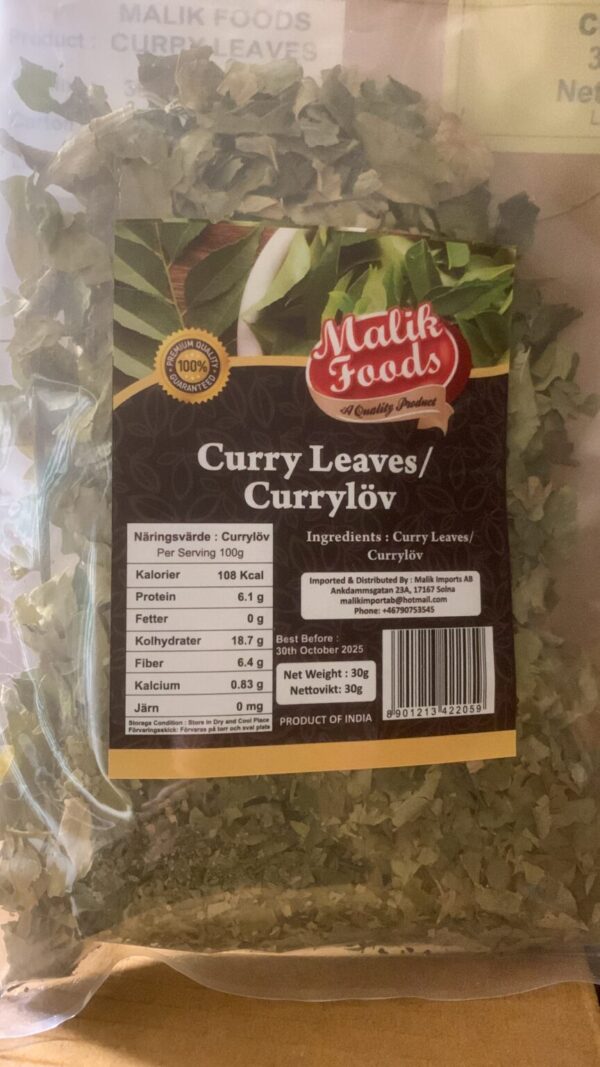 MALIK FOODS
Product : CURRY LEAVES
C
3
Net
L
PREMIUM QUALITY
100%
GUARANTEED
Malik
Foods
A Quality Product
Curry Leaves/
Currylöv
Näringsvärde : Currylöv
Per Serving 100g
Kalorier 108 Kcal
Protein 6.1 g
Fetter 0 g
Kolhydrater 18.7 g
Fiber 6.4 g
Kalcium 0.83 g
Järn 0 mg
Storage Condition : Store in Dry and Cool Place
Förvaringsskick: Förvaras på torr och sval plats
Ingredients : Curry Leaves/
Currylöv
Imported & Distributed By : Malik Imports AB
Ankdammsgatan 23A, 17167 Solna
malikimportab@hotmail.com
Phone: +46790753545
Best Before :
30th October 2025
Net Weight : 30g
Nettovikt: 30g
PRODUCT OF INDIA
8901213422059